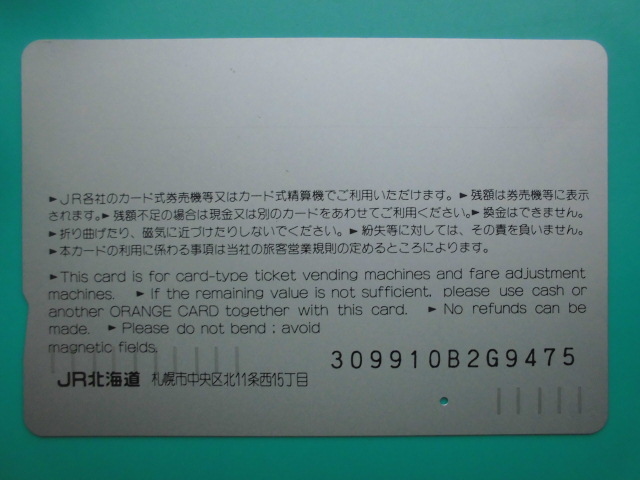 ►JR各社のカード式券売機等又はカード式精算機でご利用いただけます。►残額は券売機等に表示
されます。►残額不足の場合は現金又は別のカードをあわせてご利用ください。►換金はできません。
►折り曲げたり、磁気に近づけたりしないでください。►紛失等に対しては、その責を負いません。
►本カードの利用に係わる事項は当社の旅客営業規則の定めるところによります。
►This card is for card-type ticket vending machines and fare adjustment
machines. ►If the remaining value is not sufficient, please use cash or
another ORANGE CARD together with this card. ►No refunds can be
made. ►Please do not bend ; avoid
magnetic fields.
309910B2G9475
JR北海道 札幌市中央区北11条西15丁目